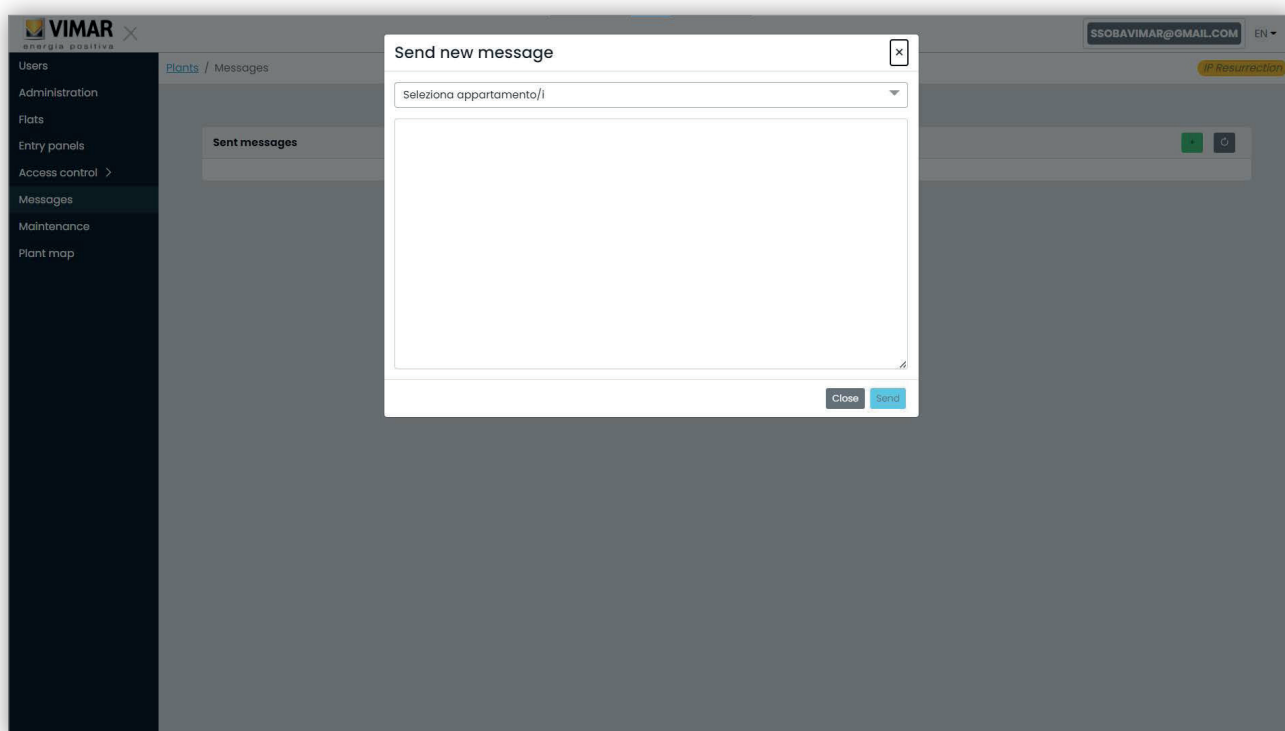 VIMAR
energia positiva
SSOBAVIMAR@GMAIL.COM EN
Users
Administration
Flats
Entry panels
Access control >
Messages
Maintenance
Plant map
Plants / Messages
IP Resurrection
Sent messages
Send new message
Seleziona appartamento/i
Close Send